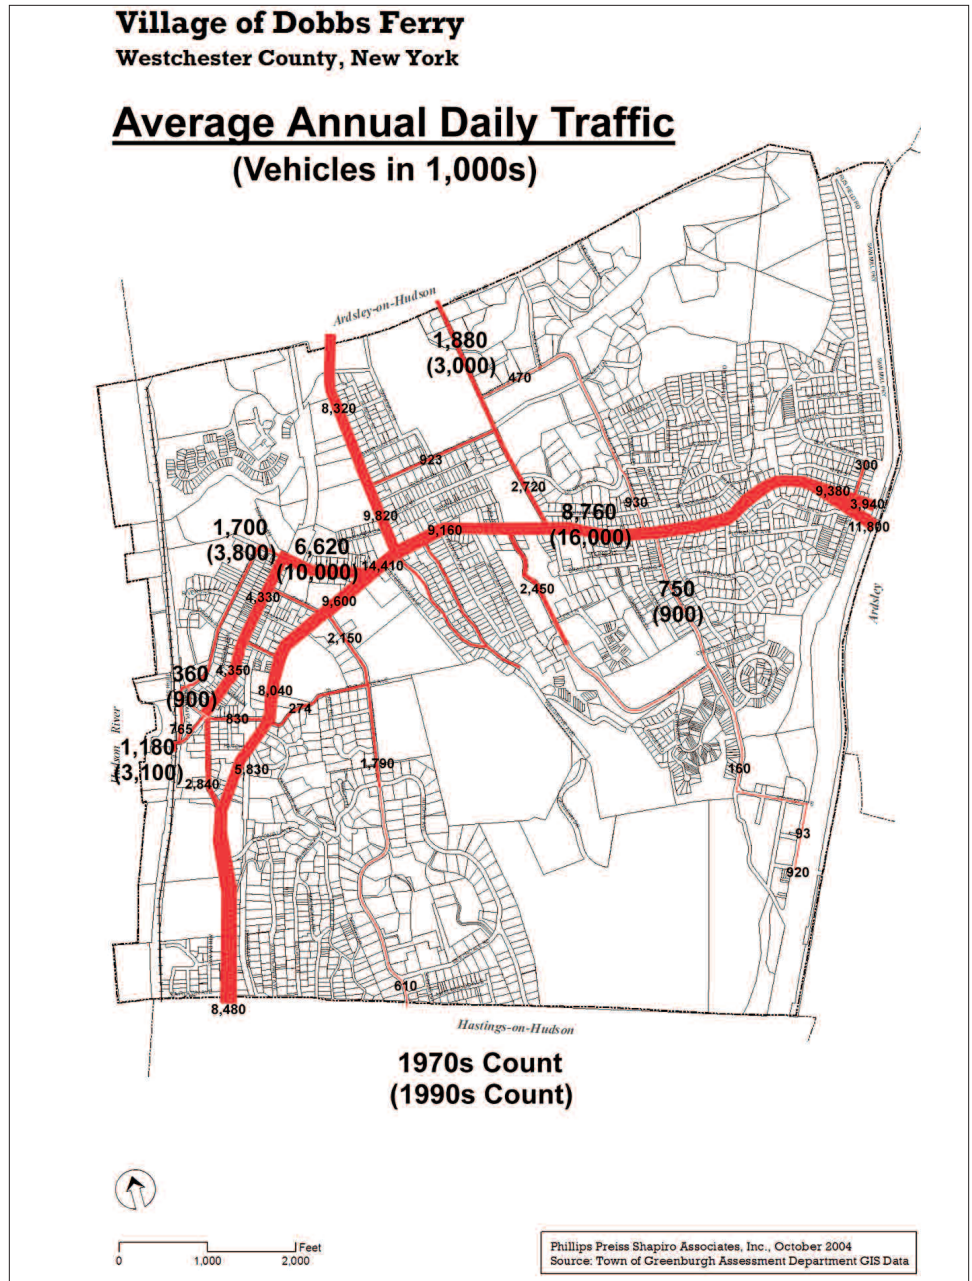 Village of Dobbs Ferry
Westchester County, New York
Average Annual Daily Traffic
(Vehicles in 1,000s)
Ardsley-on-Hudson
SAW MILL PKY
1,880
(3,000)
470
8,320
SAW MILL PKY
923
300
2,720
9,380
930
3,940
8,760
(16,000)
9,820
9,160
11,800
1,700
(3,800)
6,620
(10,000)
14,410
4,330
9,600
2,450
750
(900)
Ardsley
2,150
360
(900)
4,350
8,040
274
830
765
Hudson River
1,180
(3,100)
5,830
1,790
160
2,840
93
920
610
8,480
Hastings-on-Hudson
1970s Count
(1990s Count)
Feet
0 1,000 2,000
Phillips Preiss Shapiro Associates, Inc., October 2004
Source: Town of Greenburgh Assessment Department GIS Data